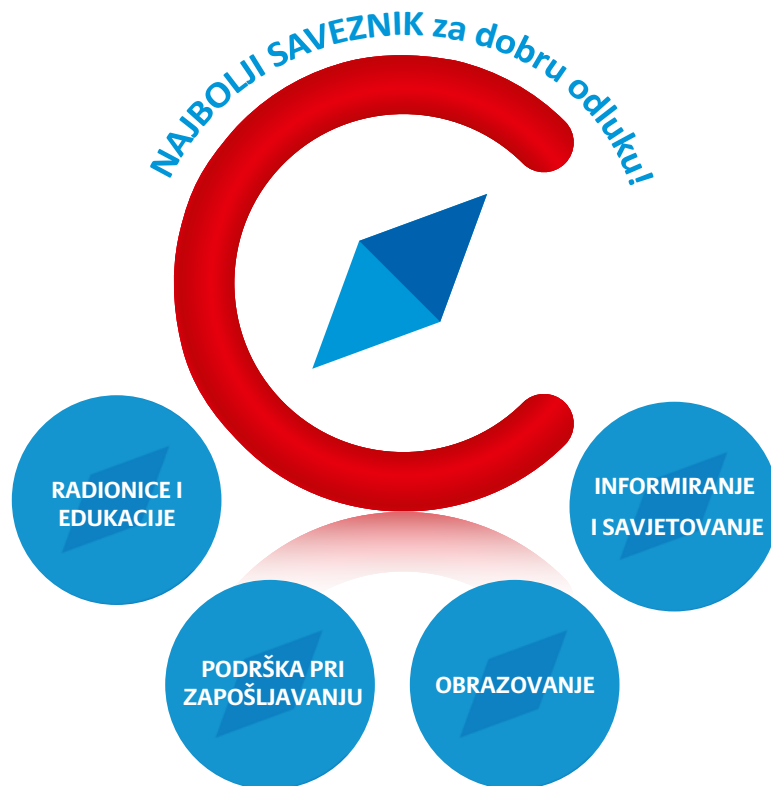 NAJBOLJI SAVEZNIK za dobru odluku!
RADIONICE I
EDUKACIJE
INFORMIRANJE
I SAVJETOVANJE
PODRŠKA PRI
ZAPOŠLJAVANJU
OBRAZOVANJE